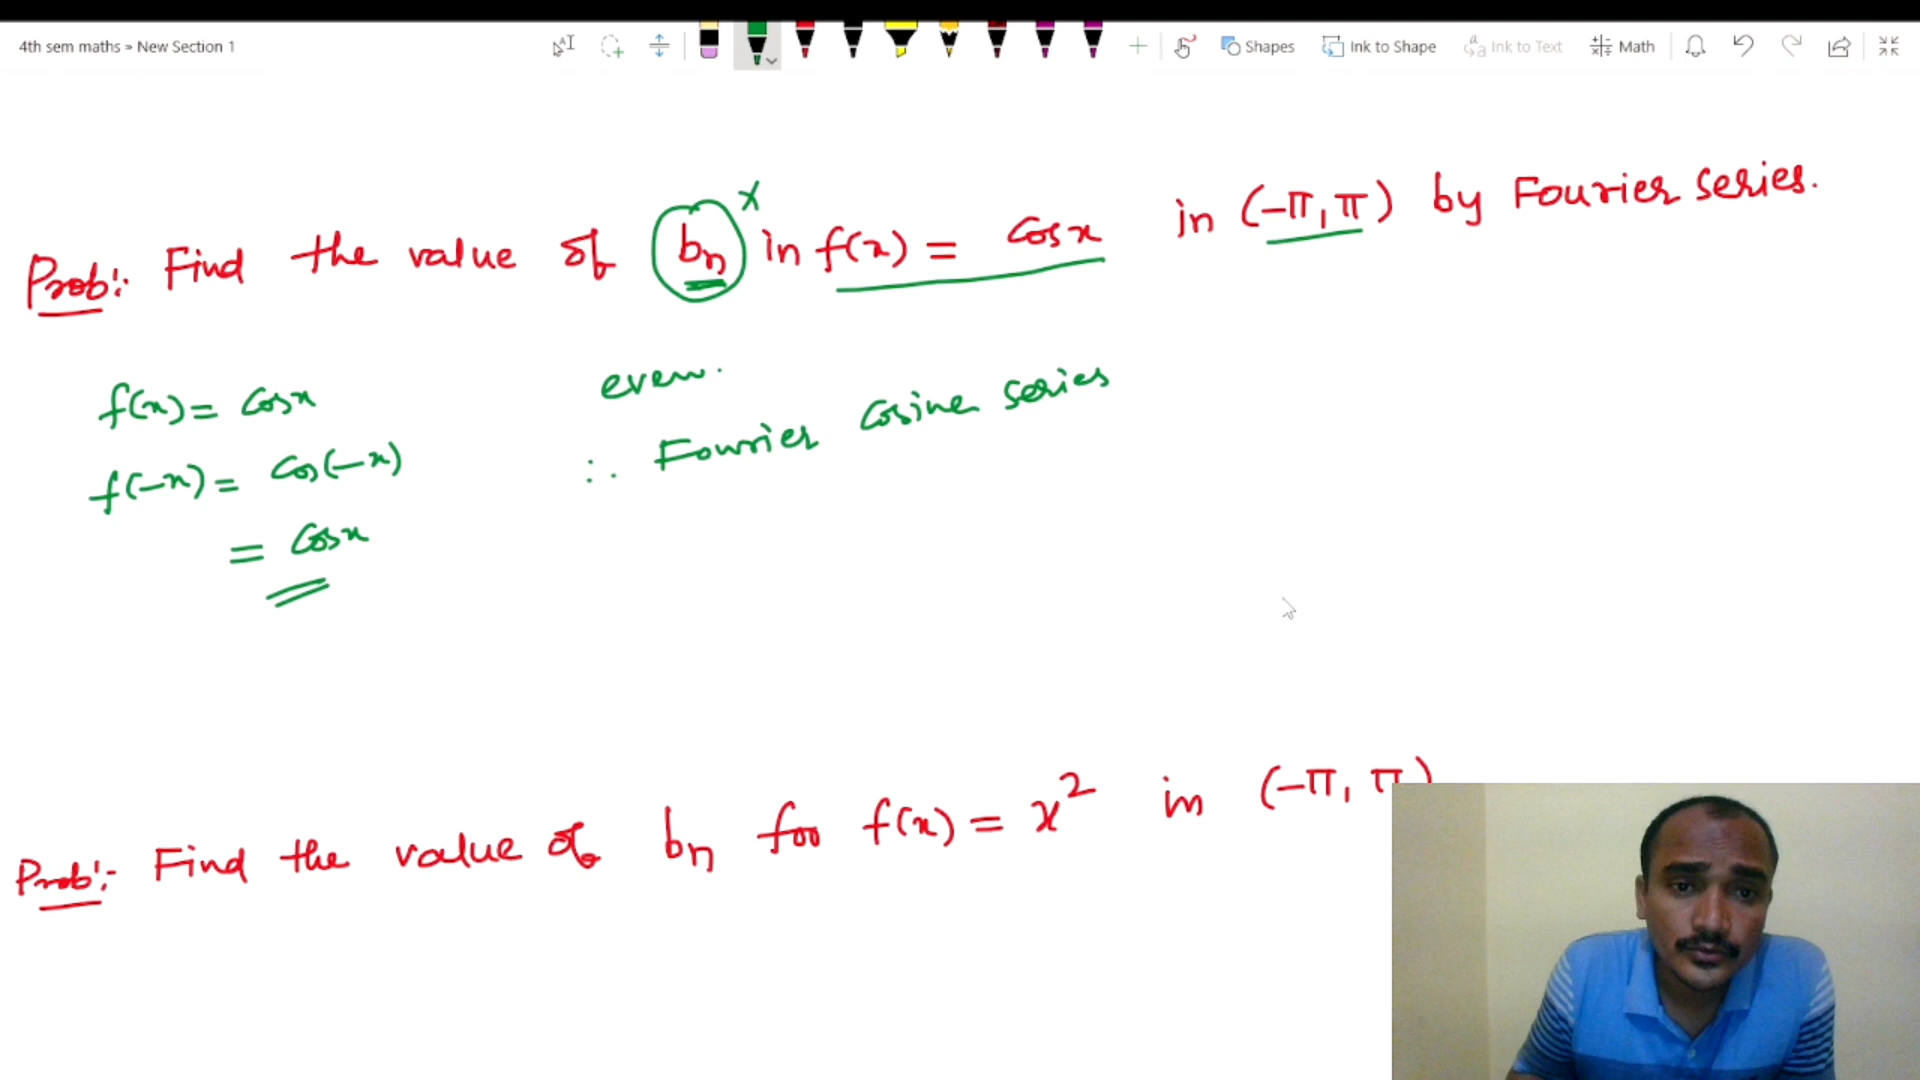 4th sem maths » New Section 1
Shapes Ink to Shape Ink to Text Math
Prob:- Find the value of bn in f(x) = Cosx in (-π, π) by Fourier Series.
x
f(x) = Cosx
even.
f(-x) = Cos(-x)
∴ Fourier Cosine Series
= Cosx
Prob:- Find the value of bn for f(x) = x² in (-π, π)